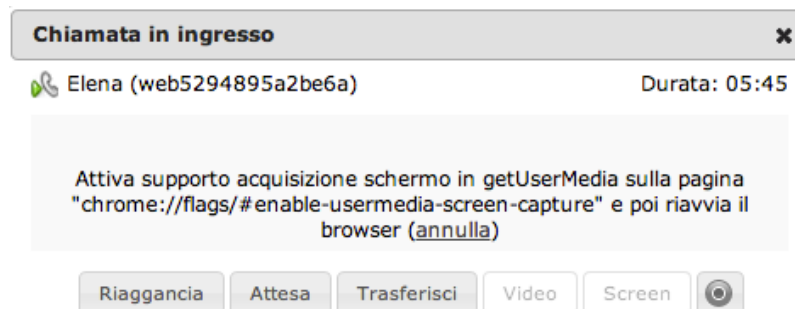 Chiamata in ingresso
Elena (web5294895a2be6a) Durata: 05:45
Attiva supporto acquisizione schermo in getUserMedia sulla pagina
"chrome://flags/#enable-usermedia-screen-capture" e poi riavvia il
browser (annulla)
Riaggancia Attesa Trasferisci Video Screen